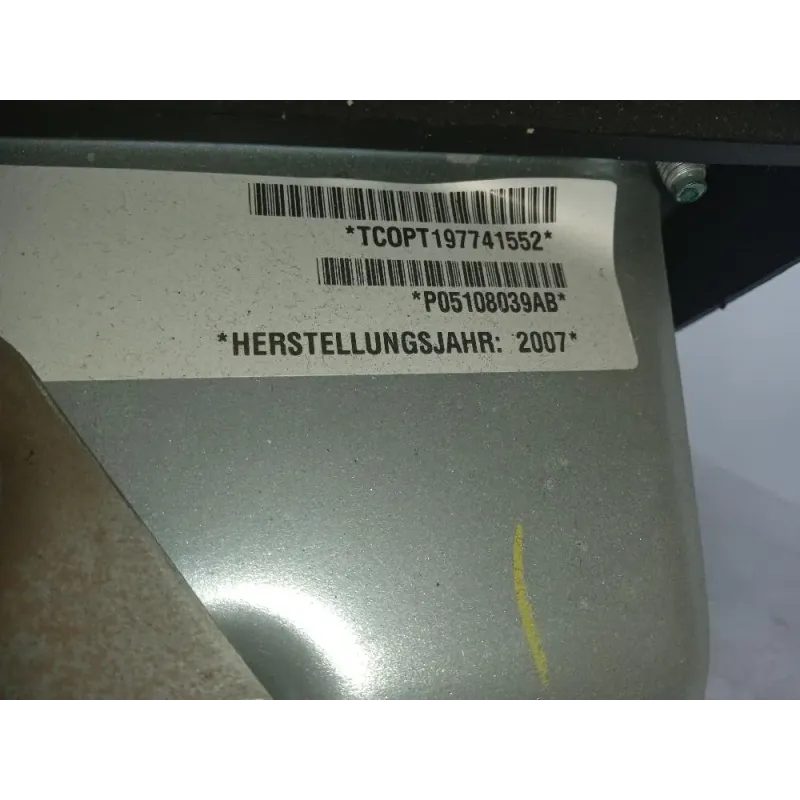 *TCOPT197741552*
*P05108039AB*
*HERSTELLUNGSJAHR: 2007*